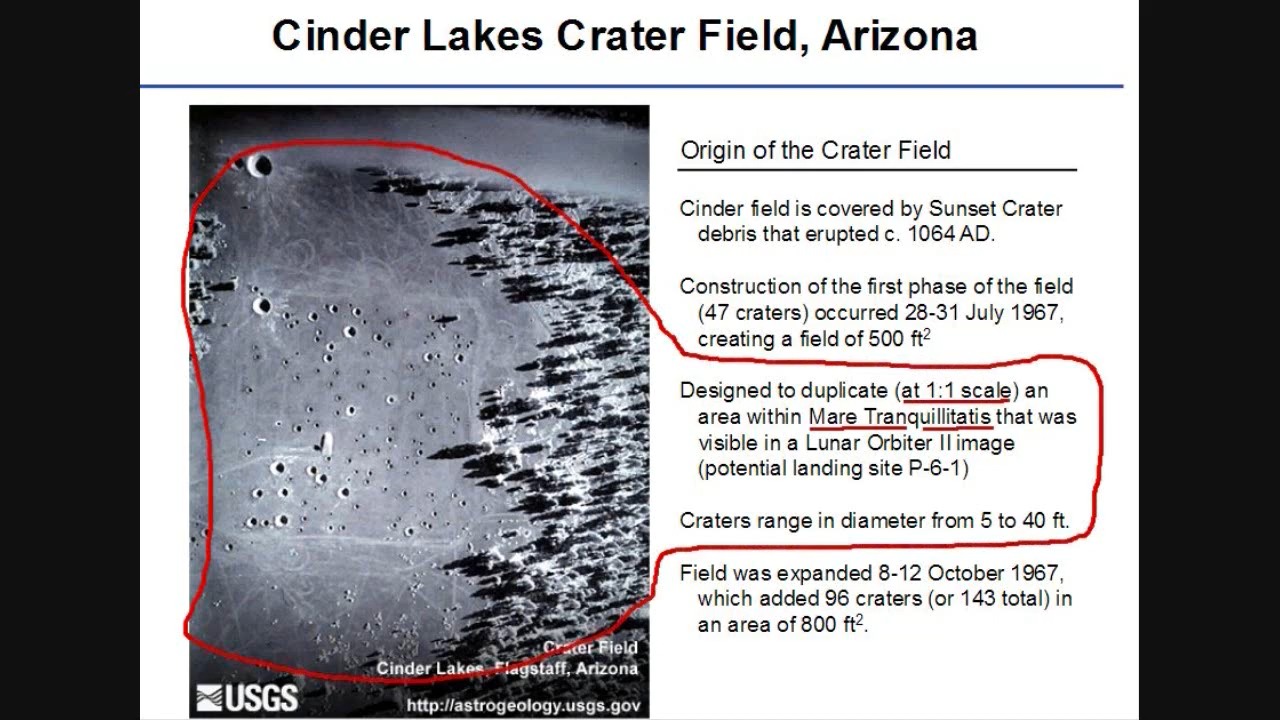 Cinder Lakes Crater Field, Arizona
Origin of the Crater Field
Cinder field is covered by Sunset Crater
debris that erupted c. 1064 AD.
Construction of the first phase of the field
(47 craters) occurred 28-31 July 1967,
creating a field of 500 ft²
Designed to duplicate (at 1:1 scale) an
area within Mare Tranquillitatis that was
visible in a Lunar Orbiter II image
(potential landing site P-6-1)
Craters range in diameter from 5 to 40 ft.
Field was expanded 8-12 October 1967,
which added 96 craters (or 143 total) in
an area of 800 ft².
Crater Field
Cinder Lakes, Flagstaff, Arizona
USGS
http://astrogeology.usgs.gov